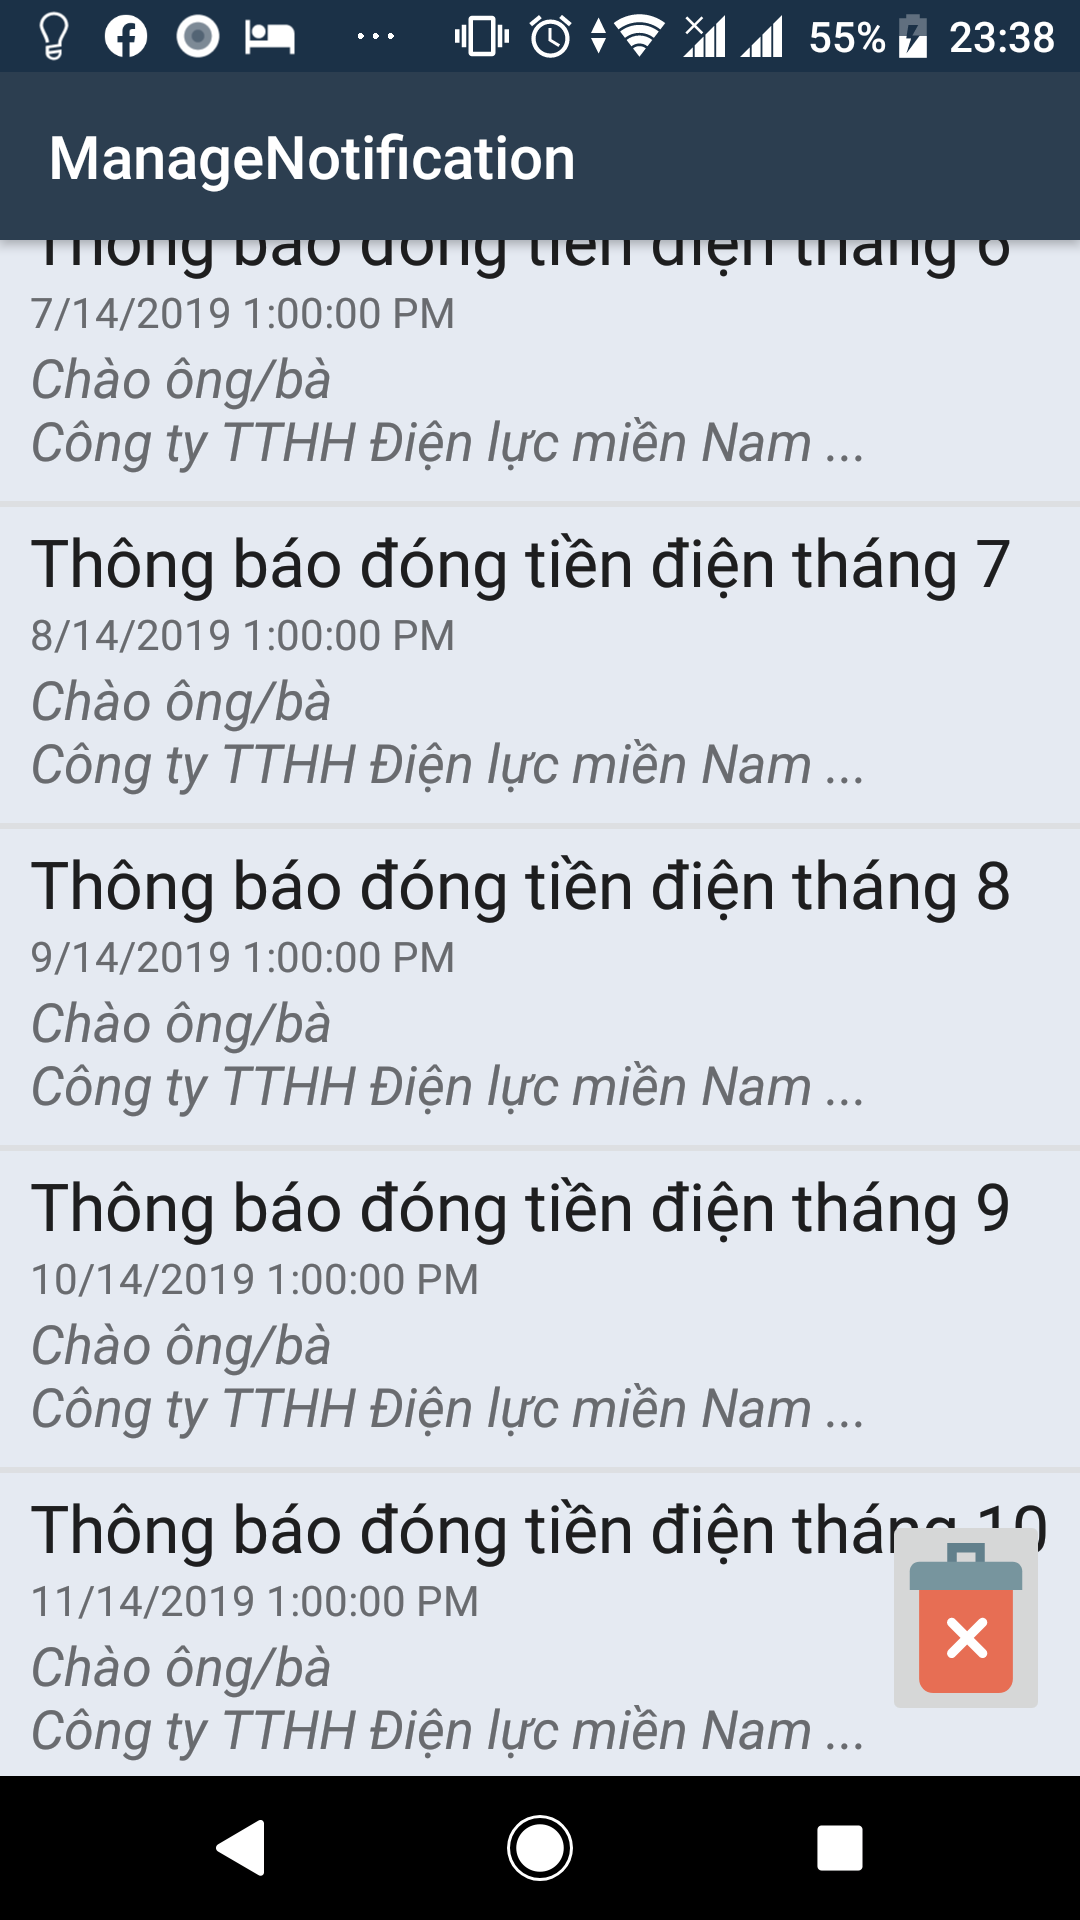 55% 23:38
ManageNotification
Thông báo đóng tiền điện tháng 6
7/14/2019 1:00:00 PM
Chào ông/bà
Công ty TTHH Điện lực miền Nam ...
Thông báo đóng tiền điện tháng 7
8/14/2019 1:00:00 PM
Chào ông/bà
Công ty TTHH Điện lực miền Nam ...
Thông báo đóng tiền điện tháng 8
9/14/2019 1:00:00 PM
Chào ông/bà
Công ty TTHH Điện lực miền Nam ...
Thông báo đóng tiền điện tháng 9
10/14/2019 1:00:00 PM
Chào ông/bà
Công ty TTHH Điện lực miền Nam ...
Thông báo đóng tiền điện tháng 10
11/14/2019 1:00:00 PM
Chào ông/bà
Công ty TTHH Điện lực miền Nam ...